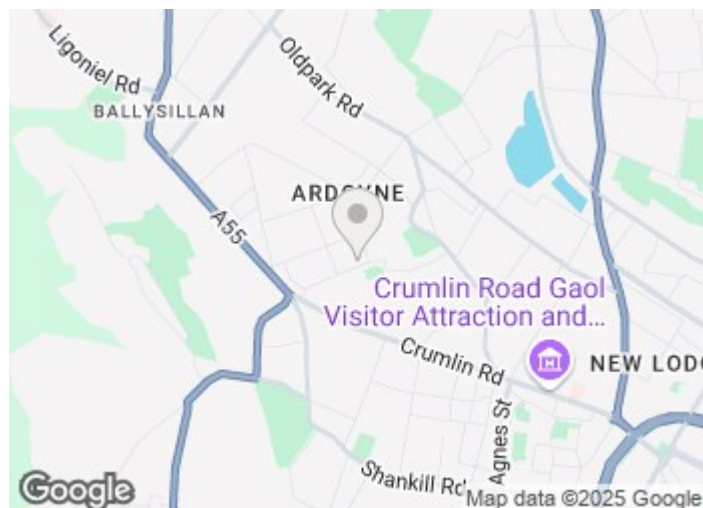 Ligoniel Rd
Oldpark Rd
BALLYSILLAN
ARDOYNE
A55
Crumlin Road Gaol
Visitor Attraction and...
Crumlin Rd
NEW LODG
Agnes St
Shankill Rd
Google
Map data ©2025 Google